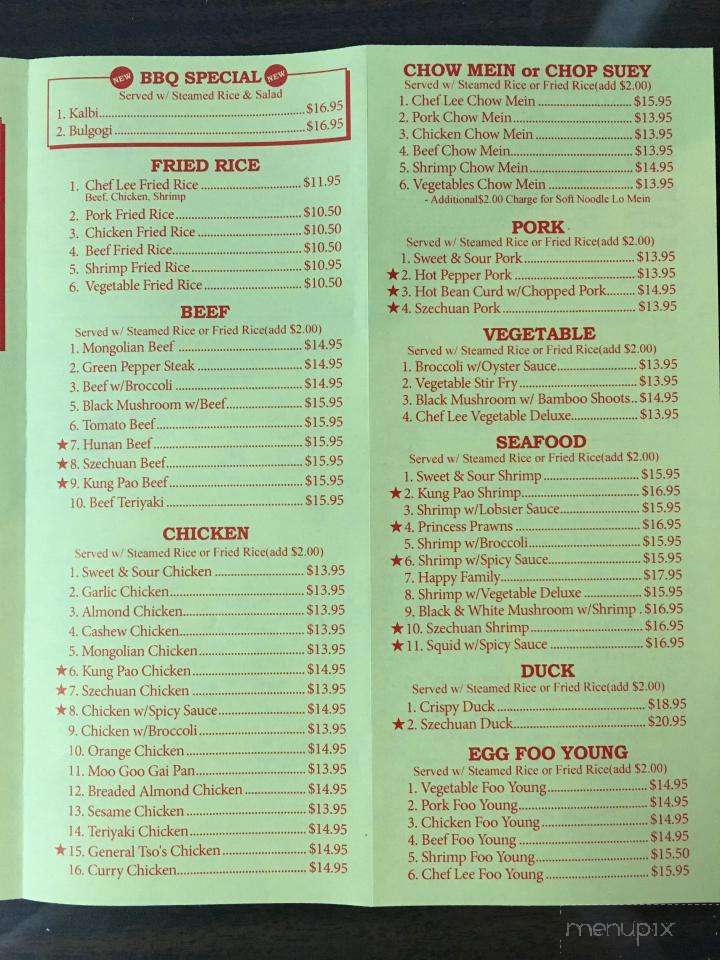 NEW BBQ SPECIAL NEW
Served w/ Steamed Rice & Salad
1. Kalbi $16.95
2. Bulgogi $16.95
FRIED RICE
1. Chef Lee Fried Rice $11.95
Beef, Chicken, Shrimp
2. Pork Fried Rice $10.50
3. Chicken Fried Rice $10.50
4. Beef Fried Rice $10.50
5. Shrimp Fried Rice $10.95
6. Vegetable Fried Rice $10.50
BEEF
Served w/ Steamed Rice or Fried Rice(add $2.00)
1. Mongolian Beef $14.95
2. Green Pepper Steak $14.95
3. Beef w/Broccoli $14.95
5. Black Mushroom w/Beef $15.95
6. Tomato Beef $15.95
★7. Hunan Beef $15.95
★8. Szechuan Beef $15.95
★9. Kung Pao Beef $15.95
10. Beef Teriyaki $15.95
CHICKEN
Served w/ Steamed Rice or Fried Rice(add $2.00)
1. Sweet & Sour Chicken $13.95
2. Garlic Chicken $13.95
3. Almond Chicken $13.95
4. Cashew Chicken $13.95
5. Mongolian Chicken $13.95
★6. Kung Pao Chicken $14.95
★7. Szechuan Chicken $13.95
★8. Chicken w/Spicy Sauce $14.95
9. Chicken w/Broccoli $13.95
10. Orange Chicken $14.95
11. Moo Goo Gai Pan $13.95
12. Breaded Almond Chicken $14.95
13. Sesame Chicken $13.95
14. Teriyaki Chicken $14.95
★15. General Tso's Chicken $14.95
16. Curry Chicken $14.95
CHOW MEIN or CHOP SUEY
Served w/ Steamed Rice or Fried Rice(add $2.00)
1. Chef Lee Chow Mein $15.95
2. Pork Chow Mein $13.95
3. Chicken Chow Mein $13.95
4. Beef Chow Mein $13.95
5. Shrimp Chow Mein $14.95
6. Vegetables Chow Mein $13.95
- Additional$2.00 Charge for Soft Noodle Lo Mein
PORK
Served w/ Steamed Rice or Fried Rice(add $2.00)
1. Sweet & Sour Pork $13.95
★2. Hot Pepper Pork $13.95
★3. Hot Bean Curd w/Chopped Pork $14.95
★4. Szechuan Pork $13.95
VEGETABLE
Served w/ Steamed Rice or Fried Rice(add $2.00)
1. Broccoli w/Oyster Sauce $13.95
2. Vegetable Stir Fry $13.95
3. Black Mushroom w/ Bamboo Shoots $14.95
4. Chef Lee Vegetable Deluxe $13.95
SEAFOOD
Served w/ Steamed Rice or Fried Rice(add $2.00)
1. Sweet & Sour Shrimp $15.95
★2. Kung Pao Shrimp $16.95
3. Shrimp w/Lobster Sauce $15.95
★4. Princess Prawns $16.95
5. Shrimp w/Broccoli $15.95
★6. Shrimp w/Spicy Sauce $15.95
7. Happy Family $17.95
8. Shrimp w/Vegetable Deluxe $15.95
9. Black & White Mushroom w/Shrimp $16.95
★10. Szechuan Shrimp $16.95
★11. Squid w/Spicy Sauce $16.95
DUCK
Served w/ Steamed Rice or Fried Rice(add $2.00)
1. Crispy Duck $18.95
★2. Szechuan Duck $20.95
EGG FOO YOUNG
Served w/ Steamed Rice or Fried Rice(add $2.00)
1. Vegetable Foo Young $14.95
2. Pork Foo Young $14.95
3. Chicken Foo Young $14.95
4. Beef Foo Young $14.95
5. Shrimp Foo Young $15.50
6. Chef Lee Foo Young $15.95
menupix